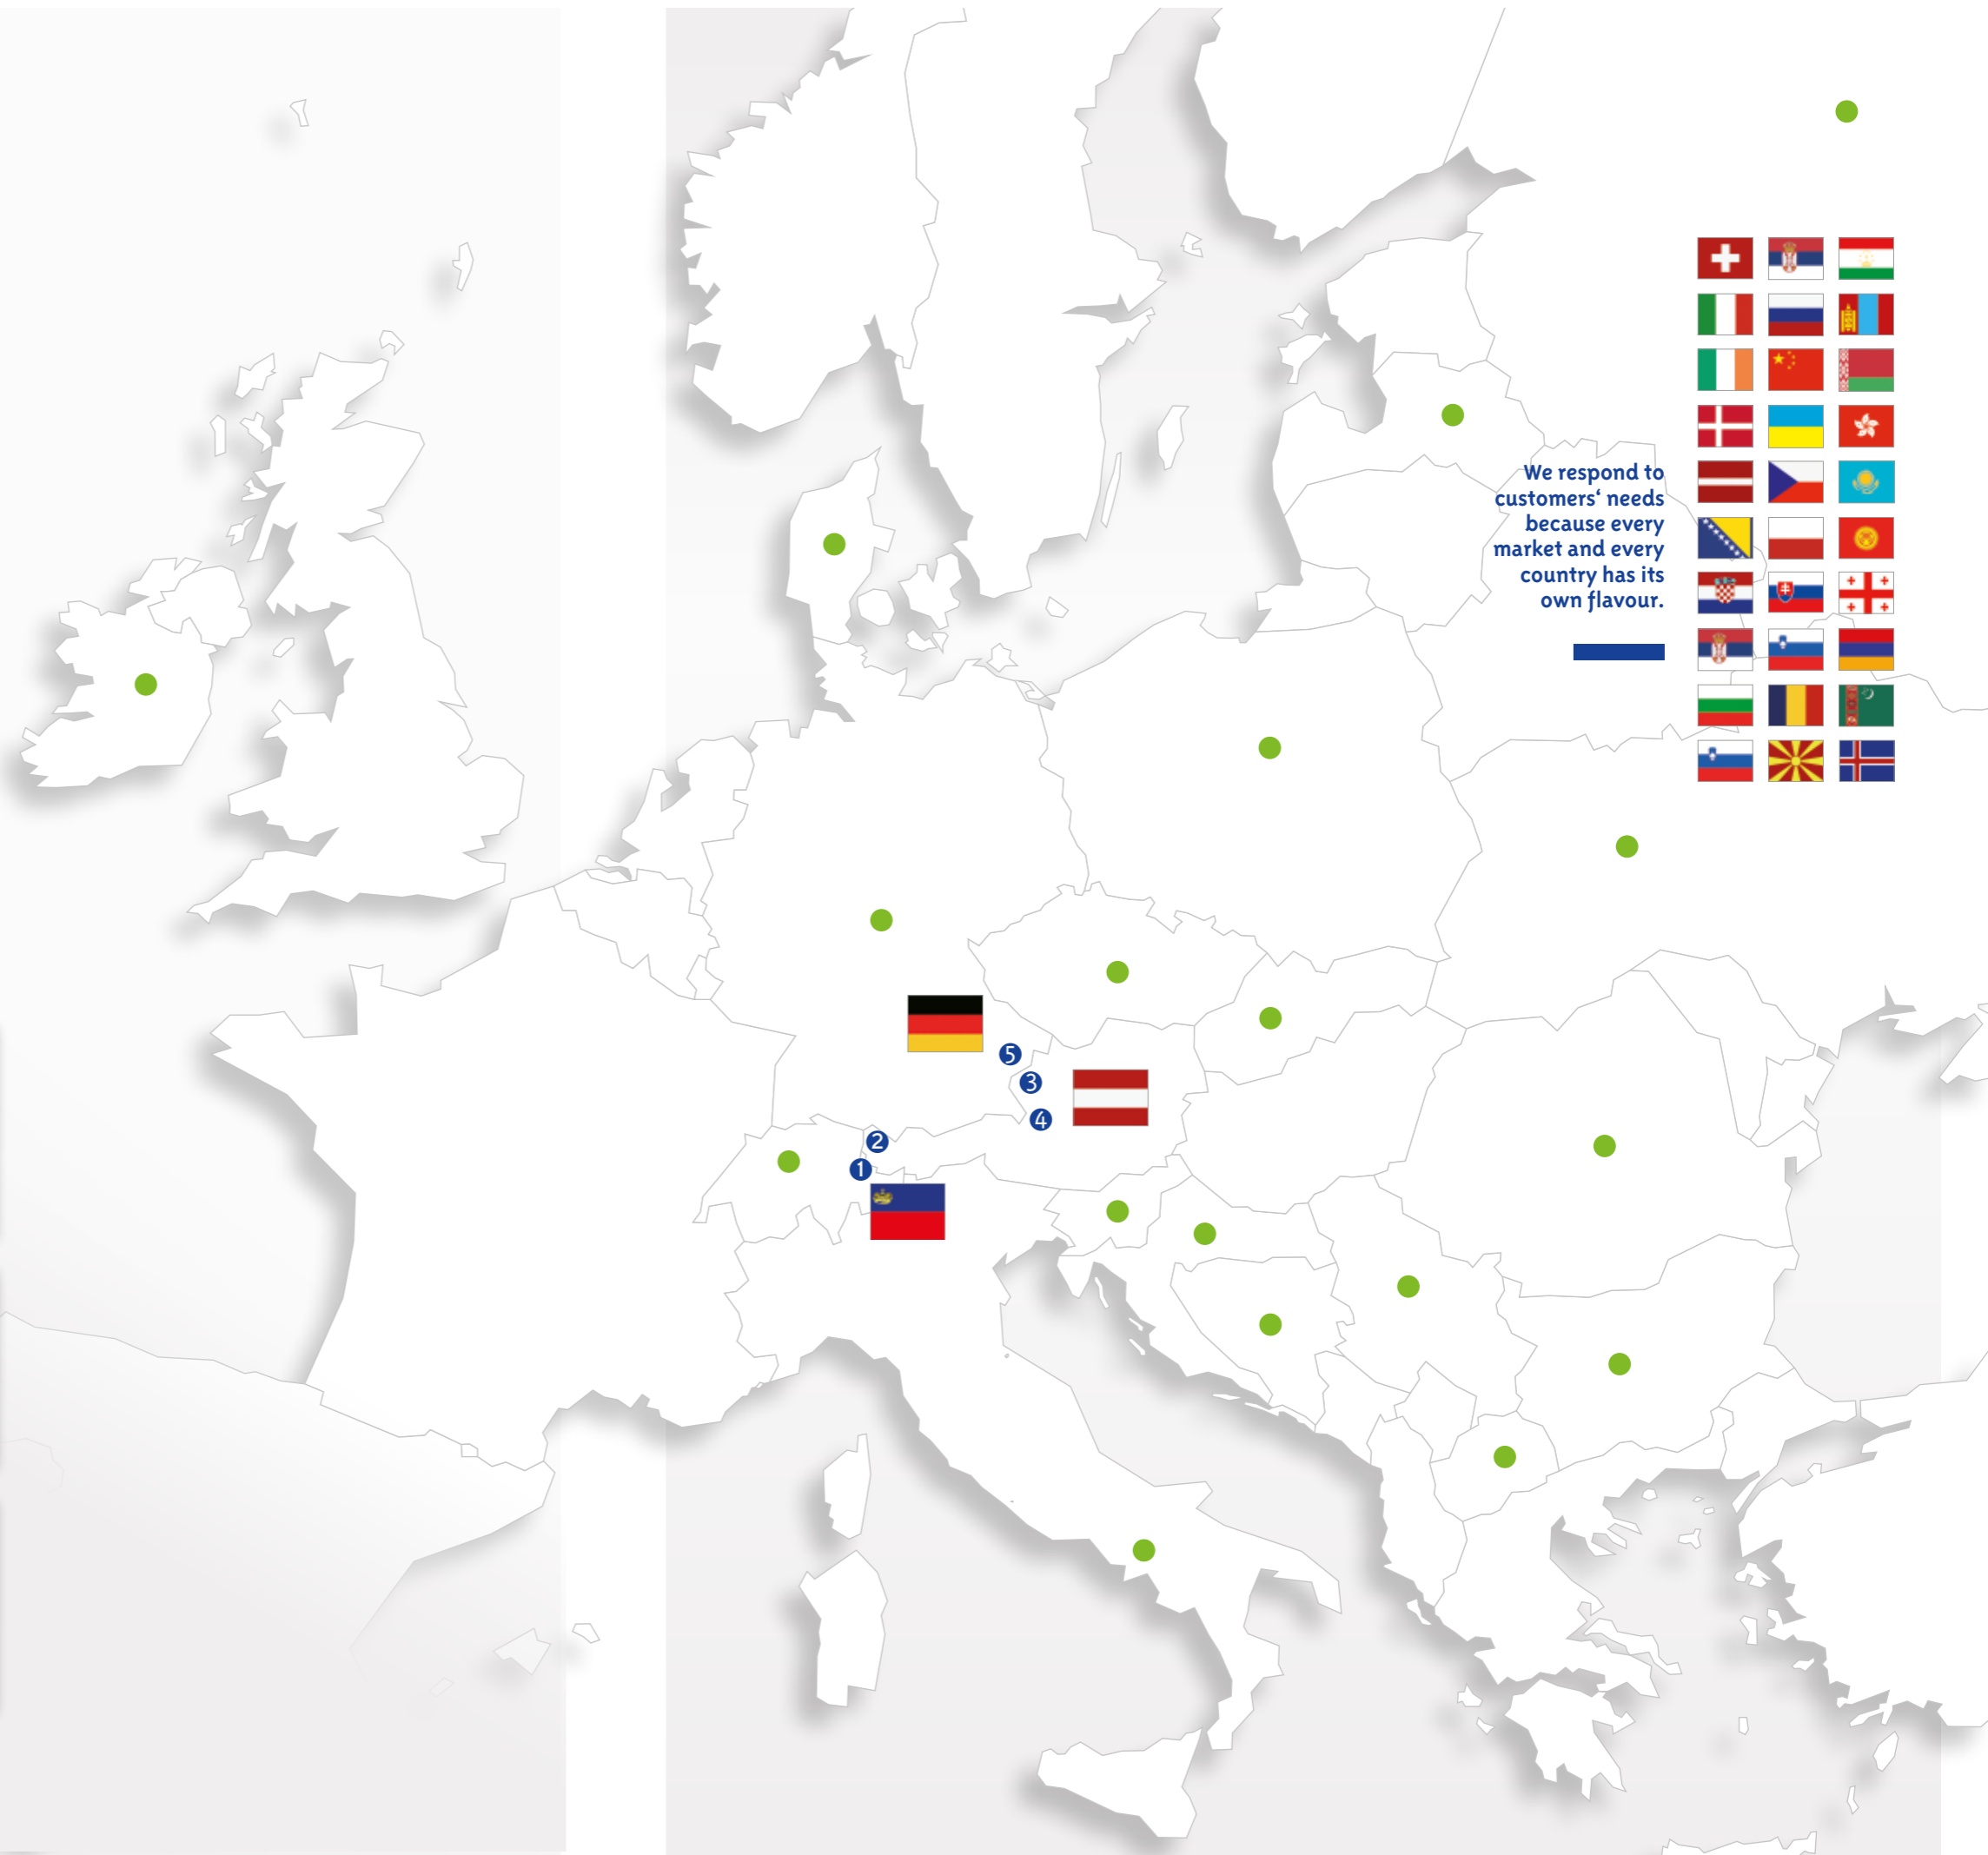 We respond to
customers‘ needs
because every
market and every
country has its
own flavour.
5
3
4
2
1